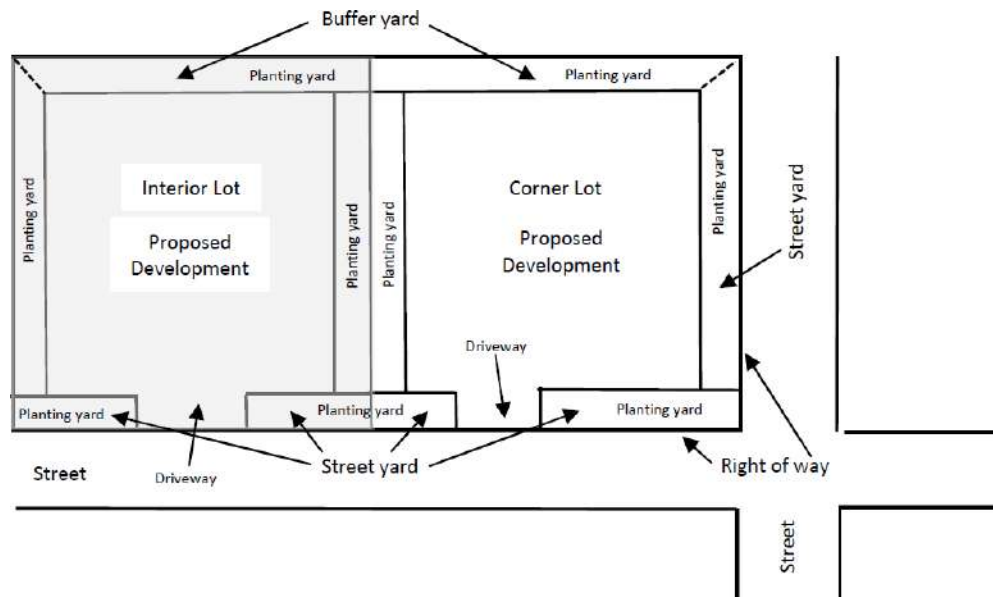 Buffer yard
Planting yard
Planting yard
Planting yard
Interior Lot
Proposed
Development
Planting yard
Planting yard
Corner Lot
Proposed
Development
Planting yard
Street yard
Driveway
Planting yard
Planting yard
Planting yard
Street
Driveway
Street yard
Right of way
Street